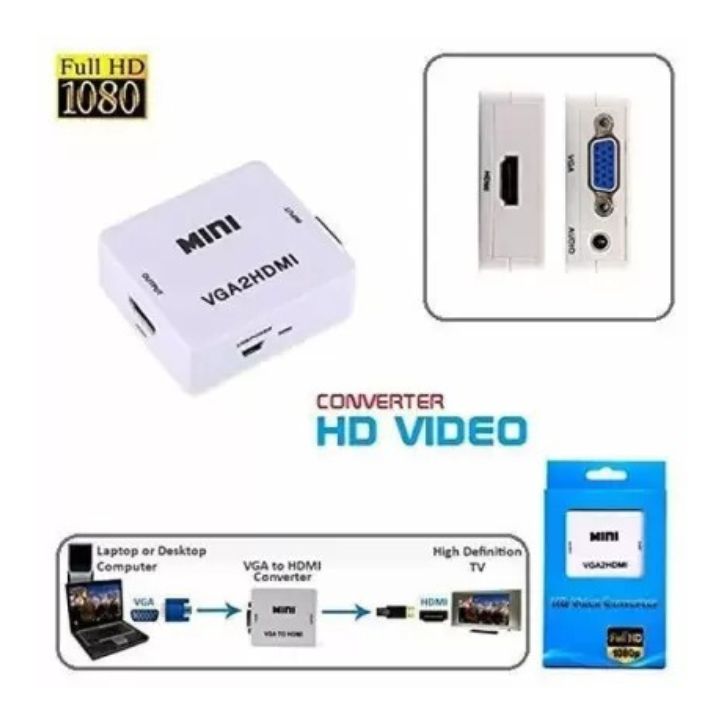 Full HD
1080
MINI
VGA2HDMI
INPUT
OUTPUT
HDMI
VGA
AUDIO
CONVERTER
HD VIDEO
Laptop or Desktop
Computer
VGA
VGA to HDMI
Converter
MINI
VGA TO HDMI
HDMI
High Definition
TV
MINI
VGA2HDMI
HD Video Converter
Full HD
1080p